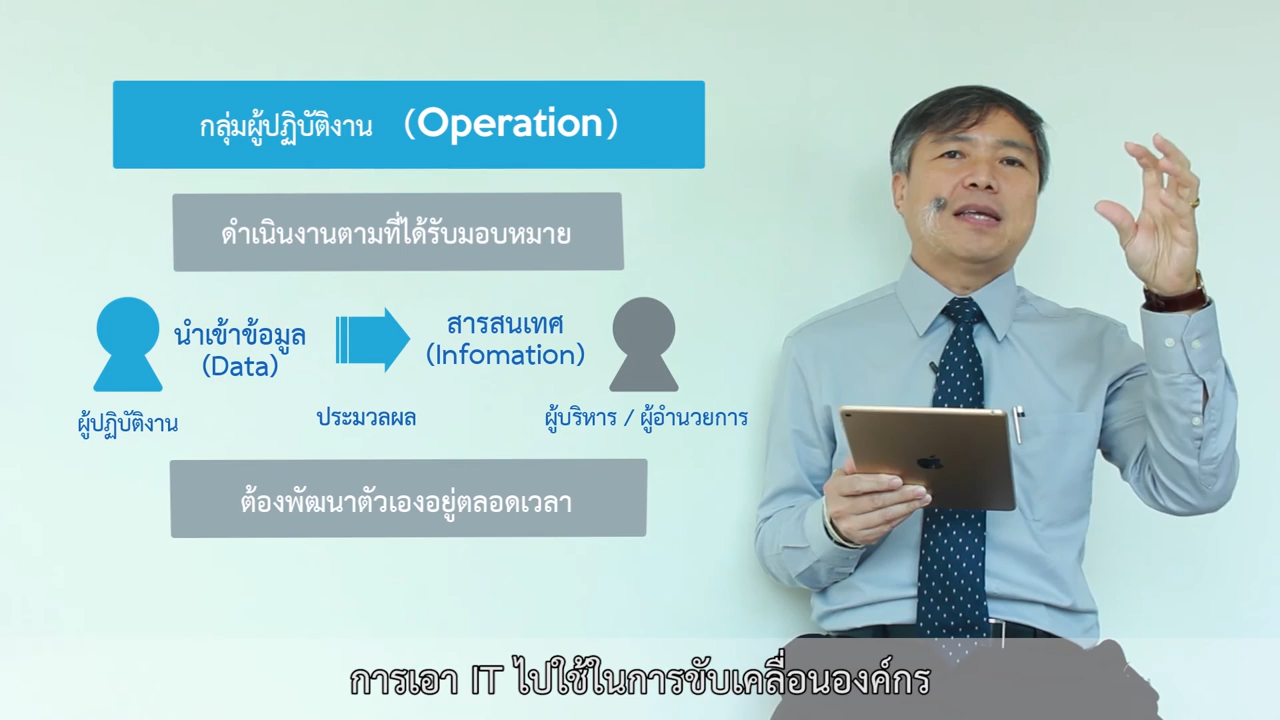 กลุ่มผู้ปฏิบัติงาน (Operation)
ดำเนินงานตามที่ได้รับมอบหมาย
นำเข้าข้อมูล
(Data)
สารสนเทศ
(Infomation)
ผู้ปฏิบัติงาน
ประมวลผล
ผู้บริหาร / ผู้อำนวยการ
ต้องพัฒนาตัวเองอยู่ตลอดเวลา
การเอา IT ไปใช้ในการขับเคลื่อนองค์กร